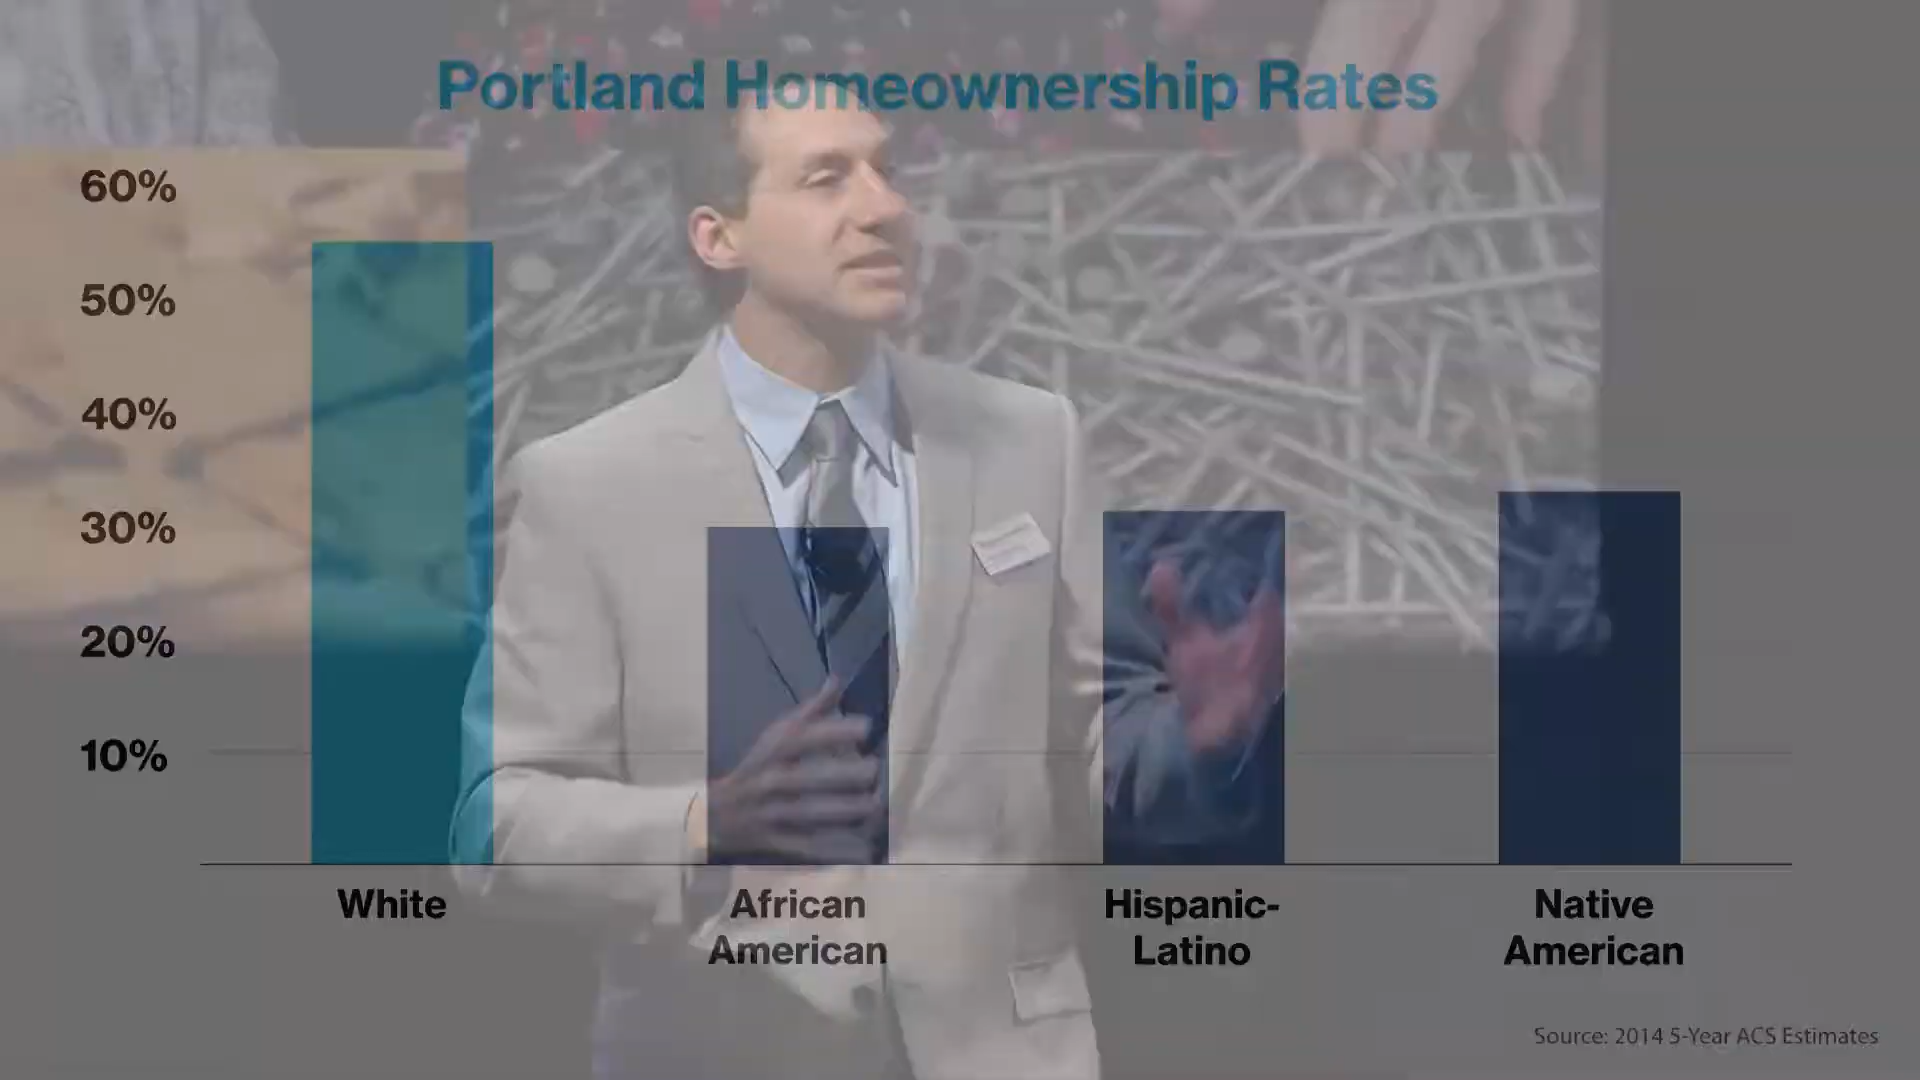 Portland Homeownership Rates
60%
50%
40%
30%
20%
10%
White
African
American
Hispanic-
Latino
Native
American
Source: 2014 5-Year ACS Estimates